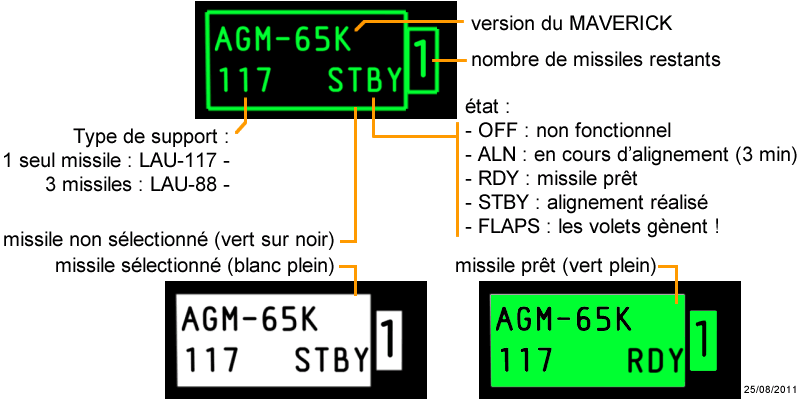 AGM-65K
117 STBY
1
version du MAVERICK
nombre de missiles restants
état :
- OFF : non fonctionnel
- ALN : en cours d'alignement (3 min)
- RDY : missile prêt
- STBY : alignement réalisé
- FLAPS : les volets gènent !
Type de support :
1 seul missile : LAU-117 -
3 missiles : LAU-88 -
missile non sélectionné (vert sur noir)
missile sélectionné (blanc plein)
missile prêt (vert plein)
AGM-65K
117 STBY
1
AGM-65K
117 RDY
1
25/08/2011